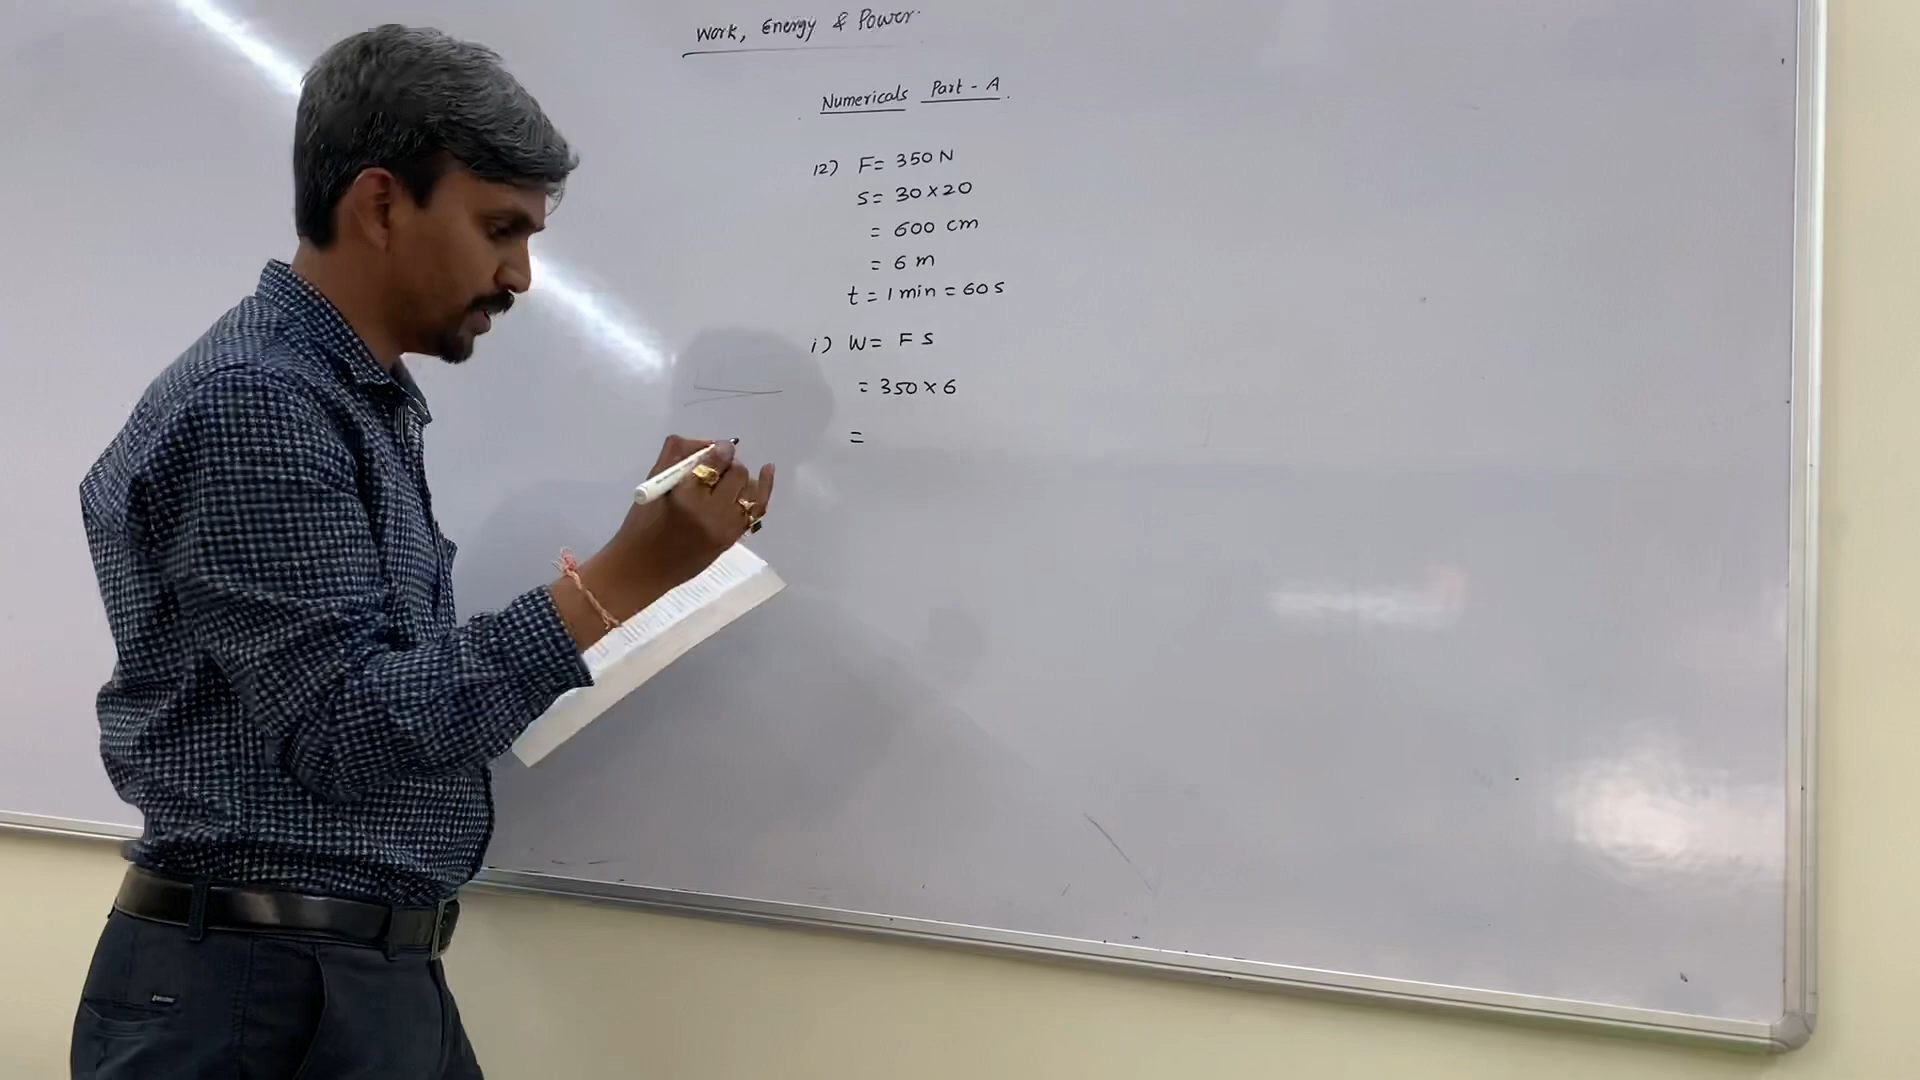 Work, Energy & Power.
Numericals Part - A.
12) F= 350 N
S= 30 × 20
= 600 cm
= 6 m
t = 1 min = 60 s
i) W= F S
= 350 × 6
=